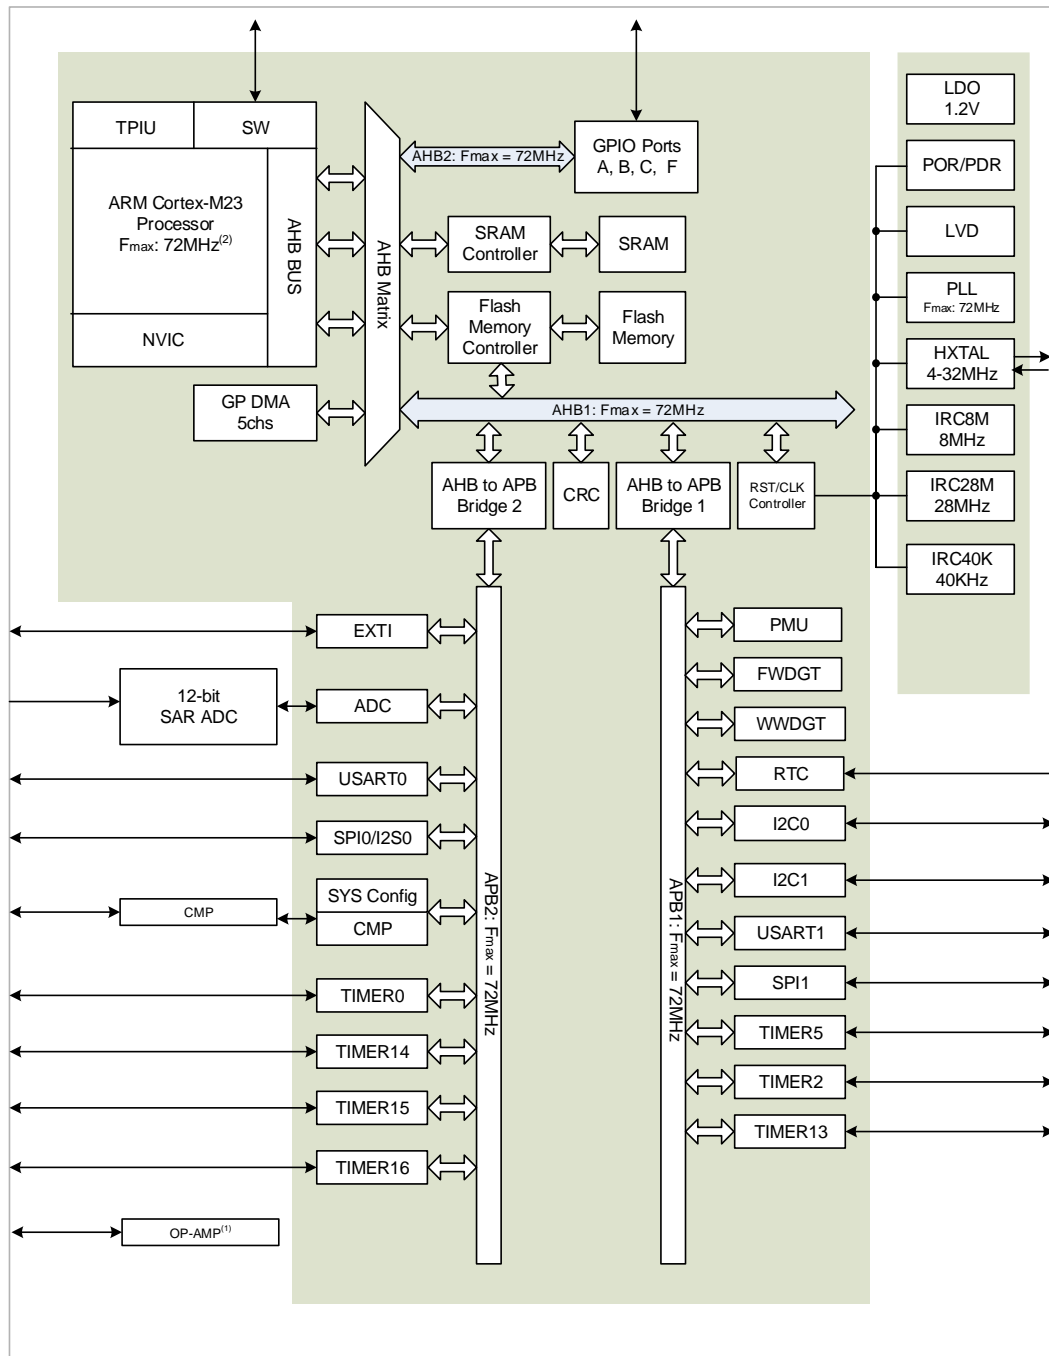 TPIU
SW
ARM Cortex-M23
Processor
Fmax: 72MHz(2)
AHB BUS
NVIC
GP DMA
5chs
AHB Matrix
AHB2: Fmax = 72MHz
GPIO Ports
A, B, C, F
SRAM
Controller
SRAM
Flash
Memory
Controller
Flash
Memory
AHB1: Fmax = 72MHz
AHB to APB
Bridge 2
CRC
AHB to APB
Bridge 1
RST/CLK
Controller
LDO
1.2V
POR/PDR
LVD
PLL
Fmax: 72MHz
HXTAL
4-32MHz
IRC8M
8MHz
IRC28M
28MHz
IRC40K
40KHz
EXTI
12-bit
SAR ADC
ADC
USART0
SPI0/I2S0
CMP
SYS Config
CMP
TIMER0
TIMER14
TIMER15
TIMER16
OP-AMP(1)
APB2: Fmax = 72MHz
APB1: Fmax = 72MHz
PMU
FWDGT
WWDGT
RTC
I2C0
I2C1
USART1
SPI1
TIMER5
TIMER2
TIMER13